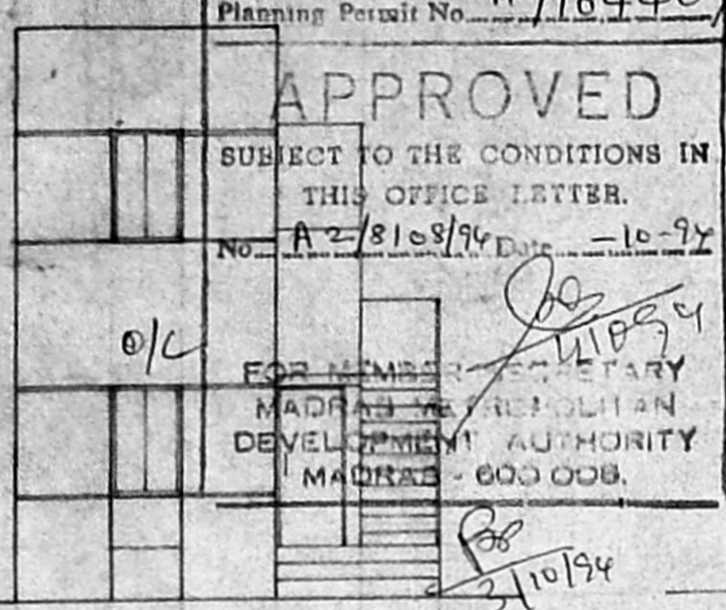 Planning Permit No.
APPROVED
SUBJECT TO THE CONDITIONS IN
THIS OFFICE LETTER.
No. A2/8108/94 Date -10-94
O/C
4/10/94
FOR MEMBER SECRETARY
MADRAS METROPOLITAN
DEVELOPMENT AUTHORITY
MADRAS - 600 008.
3/10/94